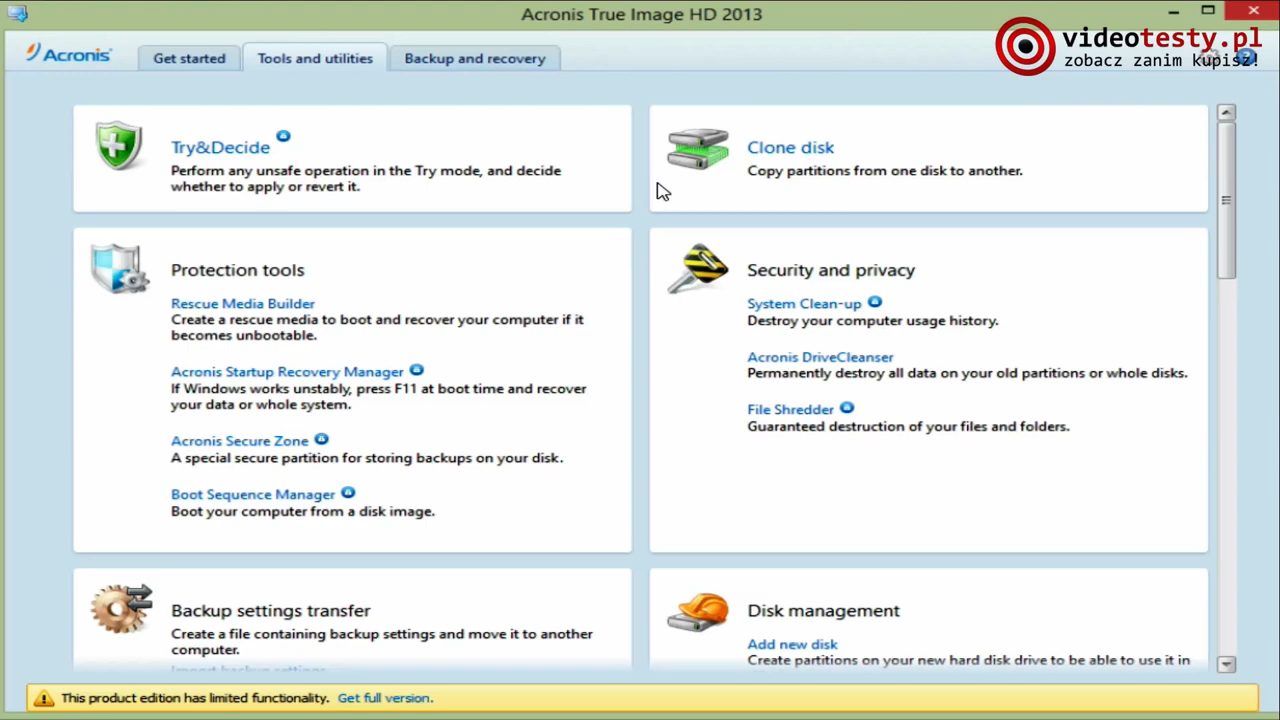 Acronis True Image HD 2013
videotesty.pl
zobacz zanim kupisz!
Acronis
Get started
Tools and utilities
Backup and recovery
Try&Decide
Perform any unsafe operation in the Try mode, and decide
whether to apply or revert it.
Clone disk
Copy partitions from one disk to another.
Protection tools
Rescue Media Builder
Create a rescue media to boot and recover your computer if it
becomes unbootable.
Acronis Startup Recovery Manager
If Windows works unstably, press F11 at boot time and recover
your data or whole system.
Acronis Secure Zone
A special secure partition for storing backups on your disk.
Boot Sequence Manager
Boot your computer from a disk image.
Security and privacy
System Clean-up
Destroy your computer usage history.
Acronis DriveCleanser
Permanently destroy all data on your old partitions or whole disks.
File Shredder
Guaranteed destruction of your files and folders.
Backup settings transfer
Create a file containing backup settings and move it to another
computer.
Import backup settings
Disk management
Add new disk
Create partitions on your new hard disk drive to be able to use it in
This product edition has limited functionality. Get full version.